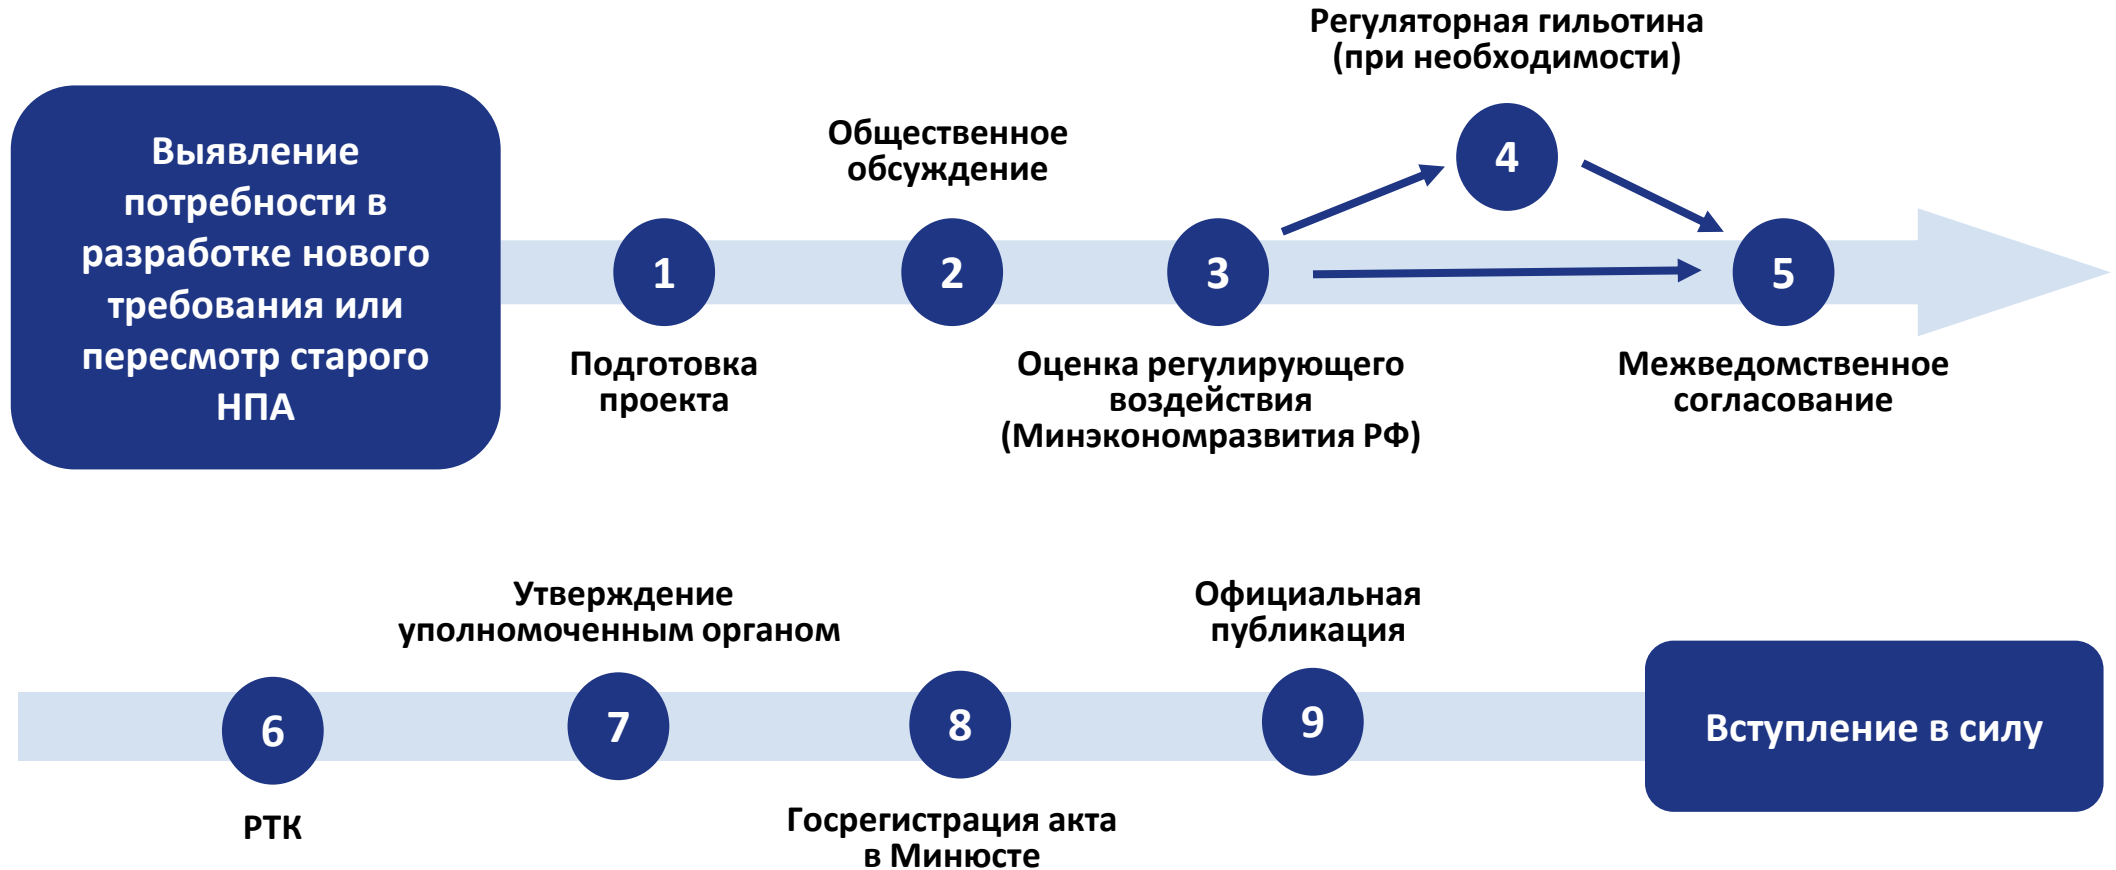 Выявление
потребности в
разработке нового
требования или
пересмотр старого
НПА
1
Подготовка
проекта
Общественное
обсуждение
2
3
Оценка регулирующего
воздействия
(Минэкономразвития РФ)
Регуляторная гильотина
(при необходимости)
4
5
Межведомственное
согласование
6
РТК
Утверждение
уполномоченным органом
7
8
Госрегистрация акта
в Минюсте
Официальная
публикация
9
Вступление в силу